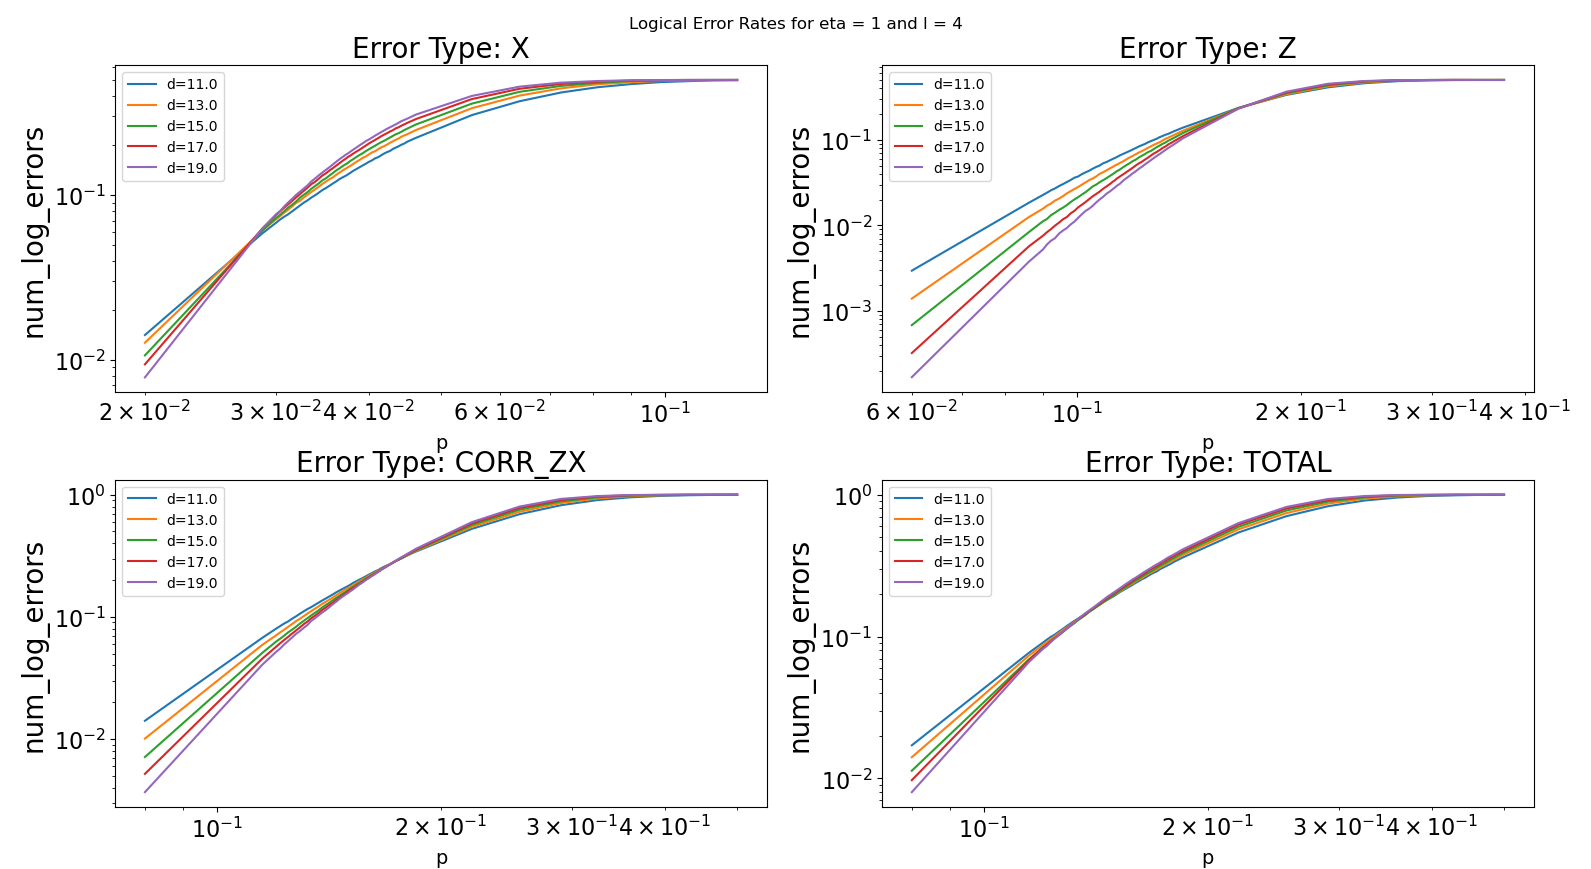 Logical Error Rates for eta = 1 and l = 4
Error Type: X
d=11.0
d=13.0
d=15.0
d=17.0
d=19.0
num_log_errors
10⁻¹
10⁻²
2 × 10⁻²
3 × 10⁻²
4 × 10⁻²
6 × 10⁻²
10⁻¹
p
Error Type: Z
d=11.0
d=13.0
d=15.0
d=17.0
d=19.0
num_log_errors
10⁻¹
10⁻²
10⁻³
6 × 10⁻²
10⁻¹
2 × 10⁻¹
3 × 10⁻¹
4 × 10⁻¹
p
Error Type: CORR_ZX
d=11.0
d=13.0
d=15.0
d=17.0
d=19.0
num_log_errors
10⁰
10⁻¹
10⁻²
10⁻¹
2 × 10⁻¹
3 × 10⁻¹
4 × 10⁻¹
p
Error Type: TOTAL
d=11.0
d=13.0
d=15.0
d=17.0
d=19.0
num_log_errors
10⁰
10⁻¹
10⁻²
10⁻¹
2 × 10⁻¹
3 × 10⁻¹
4 × 10⁻¹
p